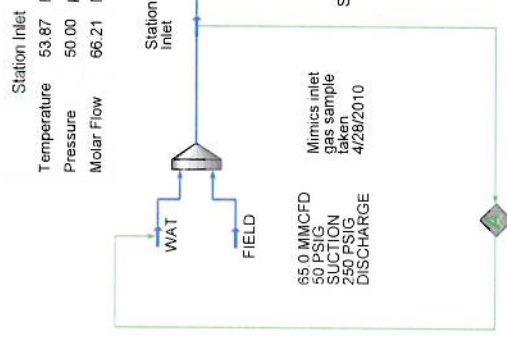 Station Inlet
Temperature 53.87
Pressure 50.00
Molar Flow 66.21
Station
Inlet
WAT
FIELD
Mimics inlet
gas sample
taken
4/28/2010
65.0 MMCFD
50 PSIG
SUCTION
250 PSIG
DISCHARGE